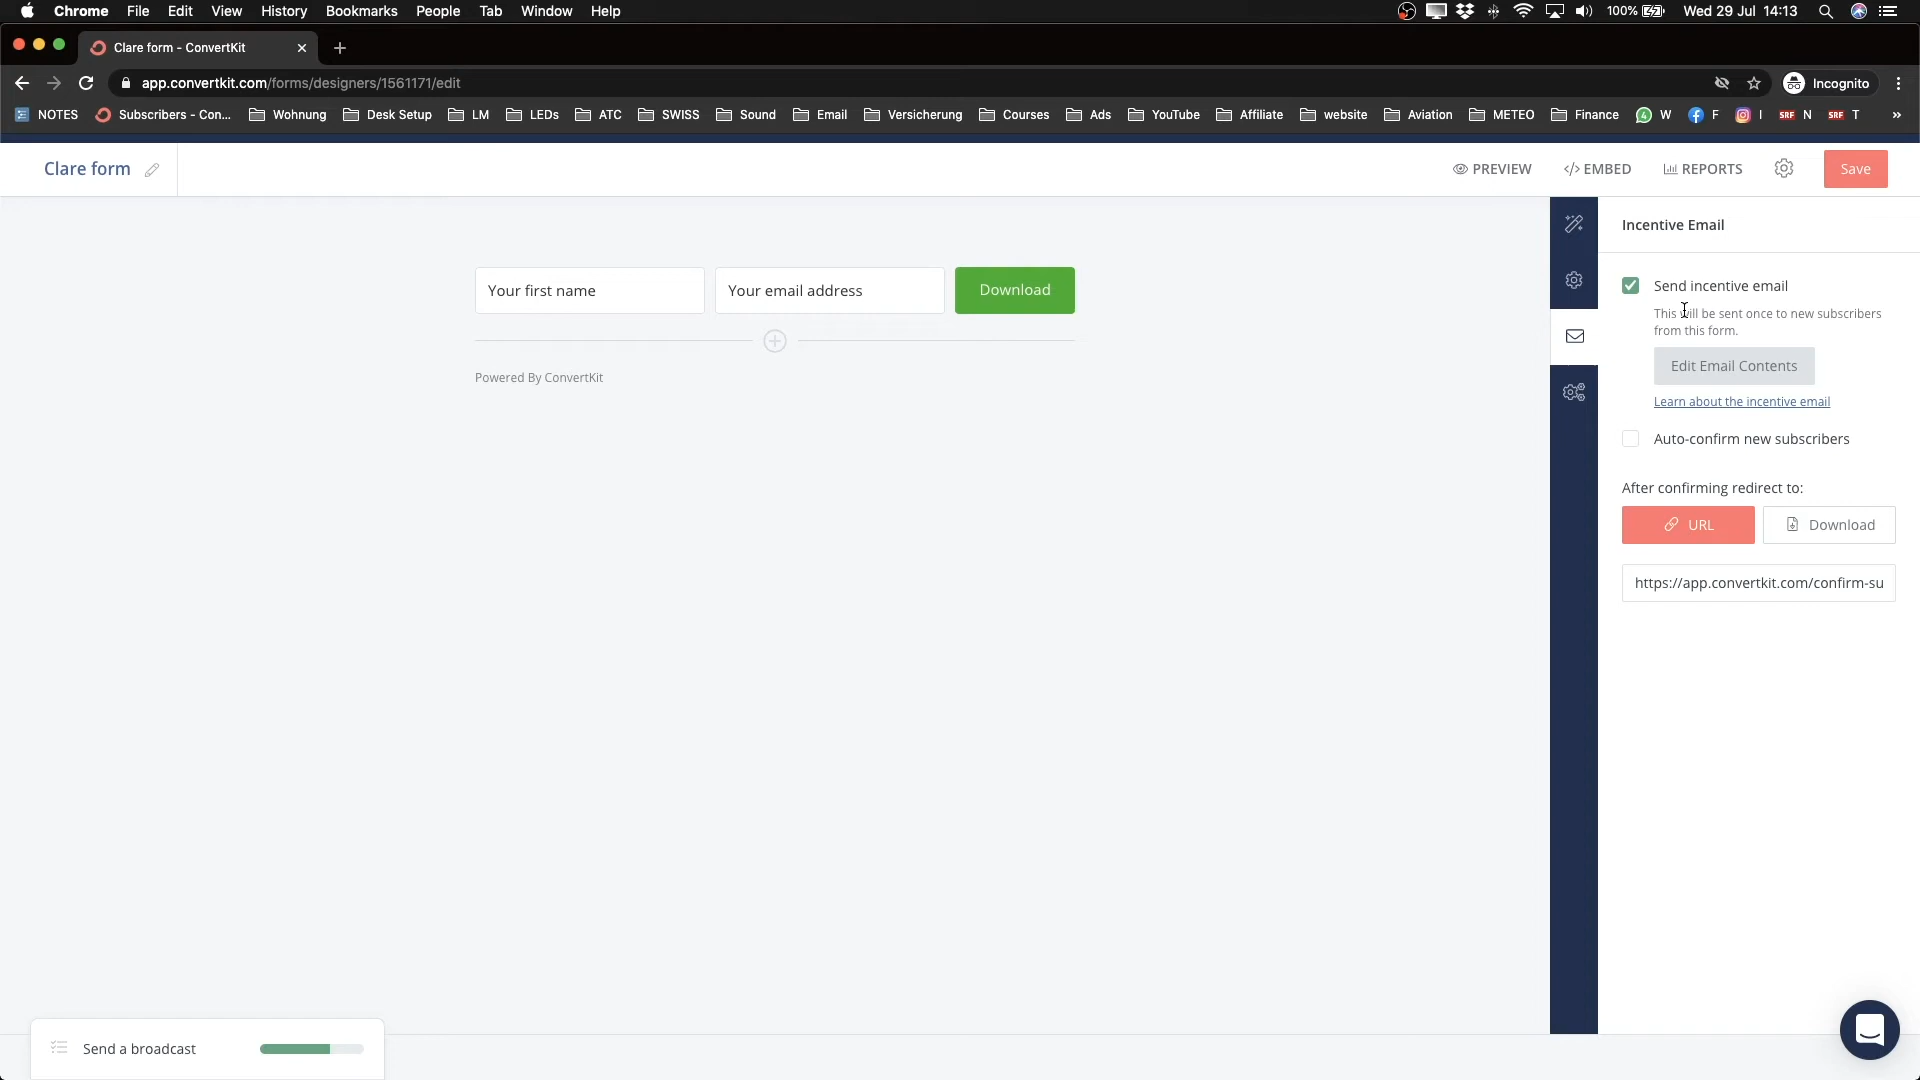 Chrome File Edit View History Bookmarks People Tab Window Help 100% Wed 29 Jul 14:13
Clare form - ConvertKit
app.convertkit.com/forms/designers/1561171/edit Incognito
NOTES Subscribers - Con... Wohnung Desk Setup LM LEDs ATC SWISS Sound Email Versicherung Courses Ads YouTube Affiliate website Aviation METEO Finance 4 W F I SRF N SRF T »
Clare form PREVIEW </> EMBED REPORTS Save
Incentive Email
Send incentive email
This will be sent once to new subscribers
from this form.
Edit Email Contents
Learn about the incentive email
Auto-confirm new subscribers
After confirming redirect to:
URL Download
https://app.convertkit.com/confirm-su
Your first name Your email address Download
Powered By ConvertKit
Send a broadcast